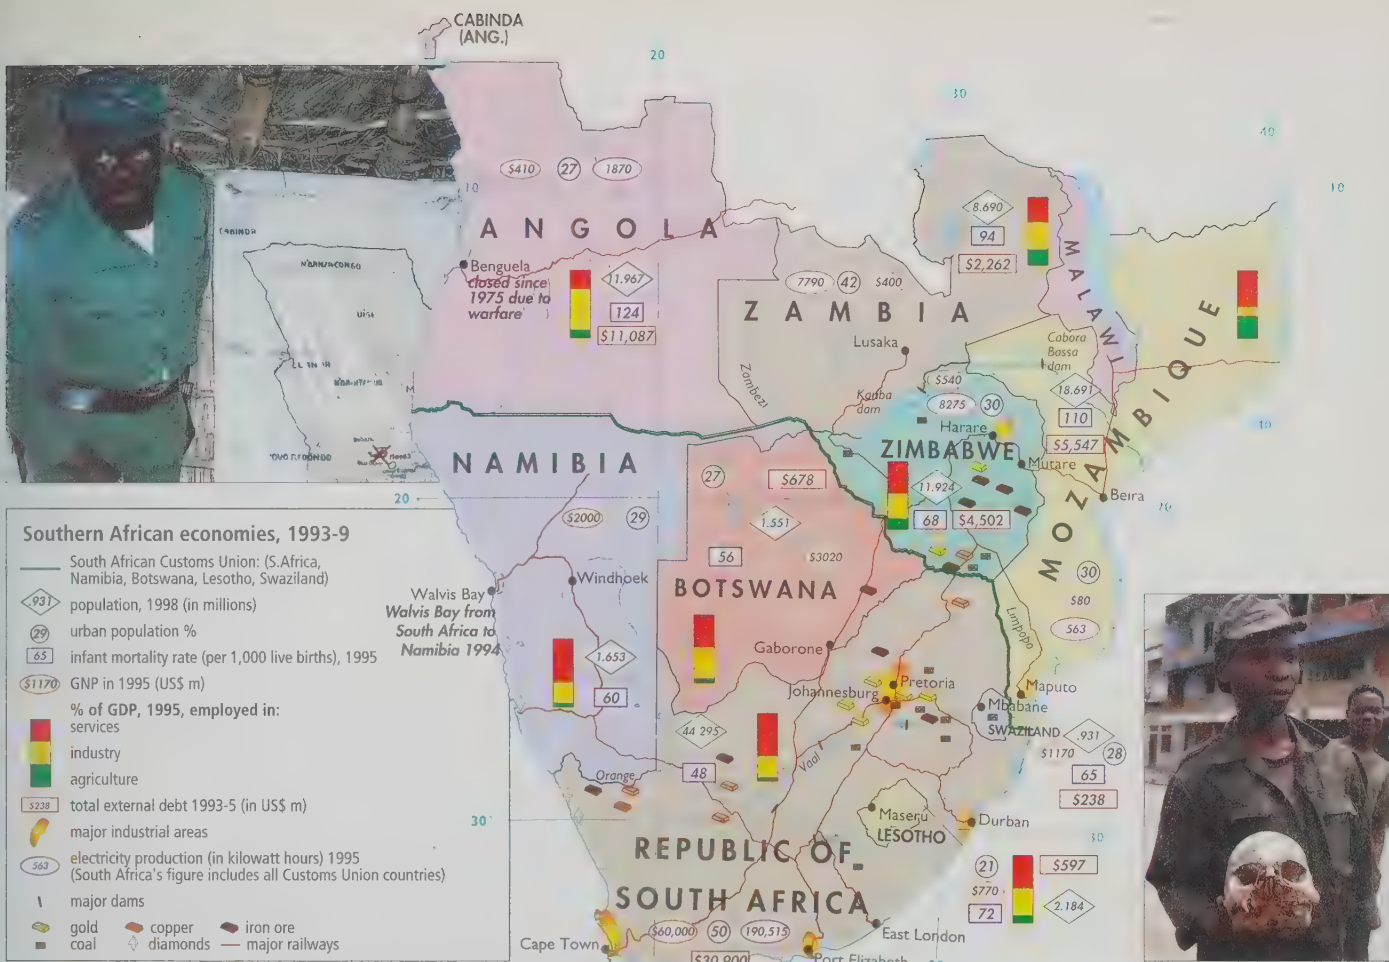 CABINDA
(ANG.)
20
30
40
10
10
$410 27 1870
ANGOLA
Benguela
closed since
1975 due to
warfare
11.967
124
$11,087
CABINDA
8.690
94
$2,262
MALAWI
7790 42 $400
ZAMBIA
Lusaka
Zambezi
Kariba
dam
Cabora
Bassa
dam
18.691
110
$5,547
MOZAMBIQUE
$540
8275 30
Harare
ZIMBABWE
Mutare
Beira
11.924
68 $4,502
30
$80
563
Limpopo
Maputo
NAMIBIA
20
$2000 29
Windhoek
Walvis Bay
Walvis Bay from
South Africa to
Namibia 1994
1.653
60
27 $678
1.551
56 $3020
BOTSWANA
Gaborone
Johannesburg
Pretoria
Mbabane
SWAZILAND
.931
$1170 28
65
$238
44 295
48
Vaal
Orange
30
Maseru
LESOTHO
Durban
30
21 $597
$770
72 2.184
REPUBLIC OF
SOUTH AFRICA
Cape Town
$60,000 50 190,515
$30,900
East London
Port Elizabeth
Southern African economies, 1993-9
South African Customs Union: (S.Africa,
Namibia, Botswana, Lesotho, Swaziland)
.931 population, 1998 (in millions)
29 urban population %
65 infant mortality rate (per 1,000 live births), 1995
$1170 GNP in 1995 (US$ m)
% of GDP, 1995, employed in:
services
industry
agriculture
$238 total external debt 1993-5 (in US$ m)
major industrial areas
563 electricity production (in kilowatt hours) 1995
(South Africa's figure includes all Customs Union countries)
major dams
gold copper iron ore
coal diamonds major railways